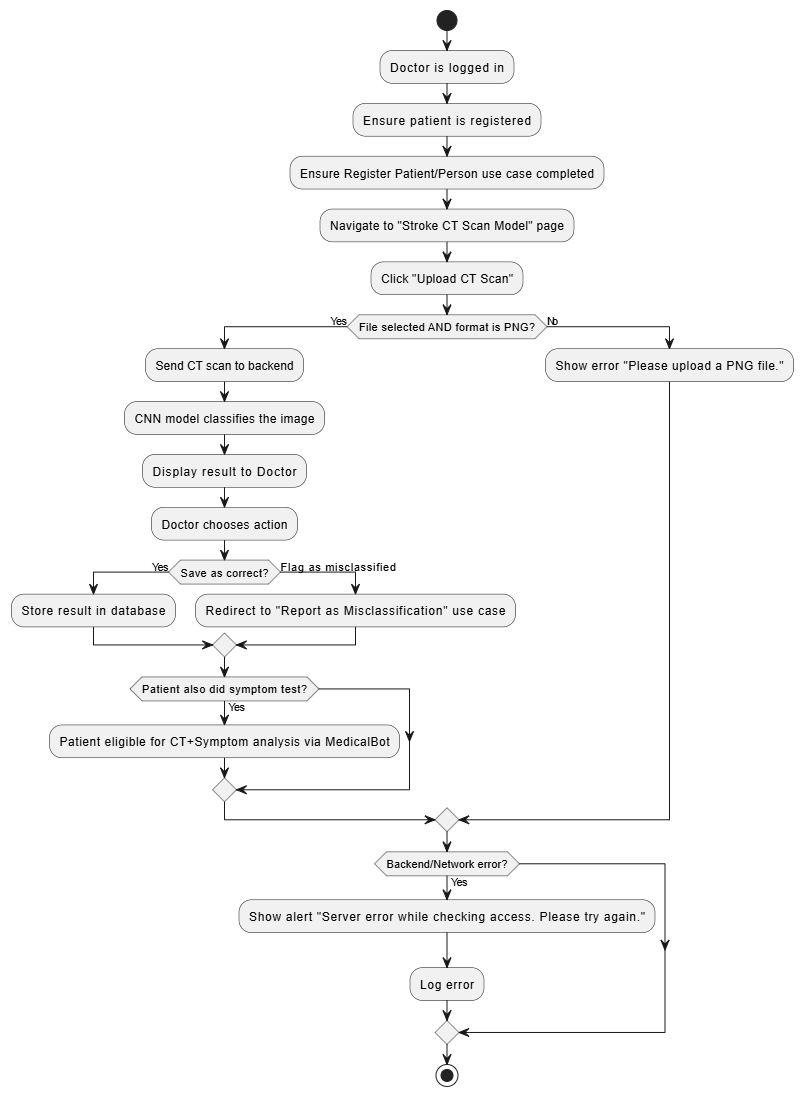 Doctor is logged in
Ensure patient is registered
Ensure Register Patient/Person use case completed
Navigate to "Stroke CT Scan Model" page
Click "Upload CT Scan"
Yes
File selected AND format is PNG?
No
Send CT scan to backend
Show error "Please upload a PNG file."
CNN model classifies the image
Display result to Doctor
Doctor chooses action
Yes
Save as correct?
Flag as misclassified
Store result in database
Redirect to "Report as Misclassification" use case
Patient also did symptom test?
Yes
Patient eligible for CT+Symptom analysis via MedicalBot
Backend/Network error?
Yes
Show alert "Server error while checking access. Please try again."
Log error